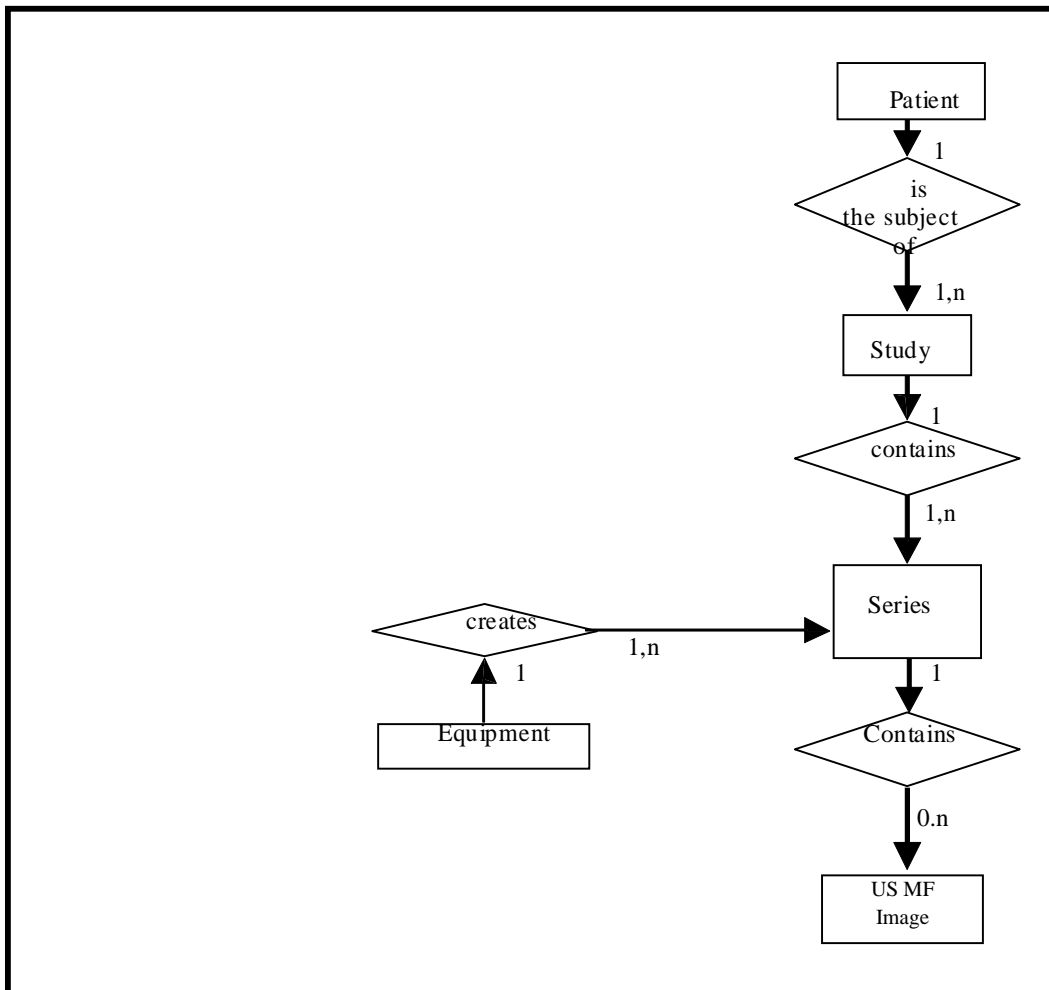 Patient
1
is
the subject
of
1,n
Study
1
contains
1,n
Series
creates
1,n
1
1
Equipment
Contains
0.n
US MF
Image